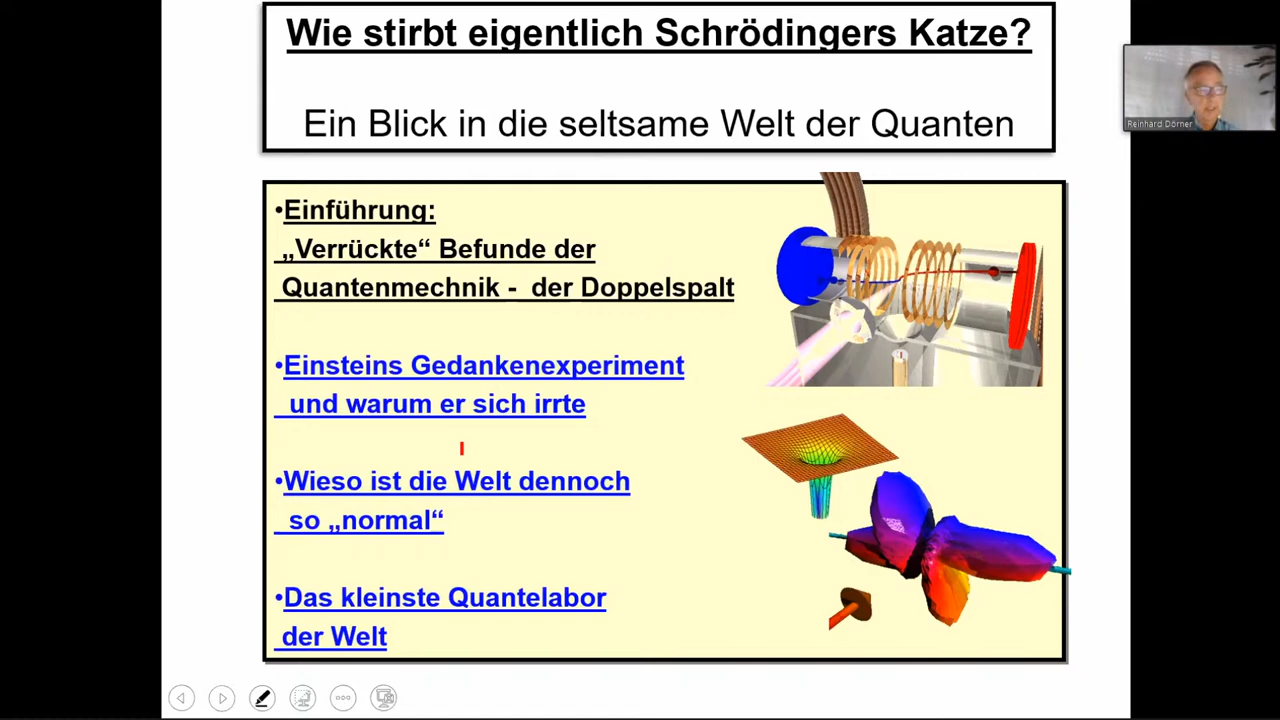 Wie stirbt eigentlich Schrödingers Katze?
Ein Blick in die seltsame Welt der Quanten
Reinhard Dörner
•Einführung:
„Verrückte“ Befunde der
Quantenmechnik - der Doppelspalt
•Einsteins Gedankenexperiment
und warum er sich irrte
•Wieso ist die Welt dennoch
so „normal“
•Das kleinste Quantelabor
der Welt